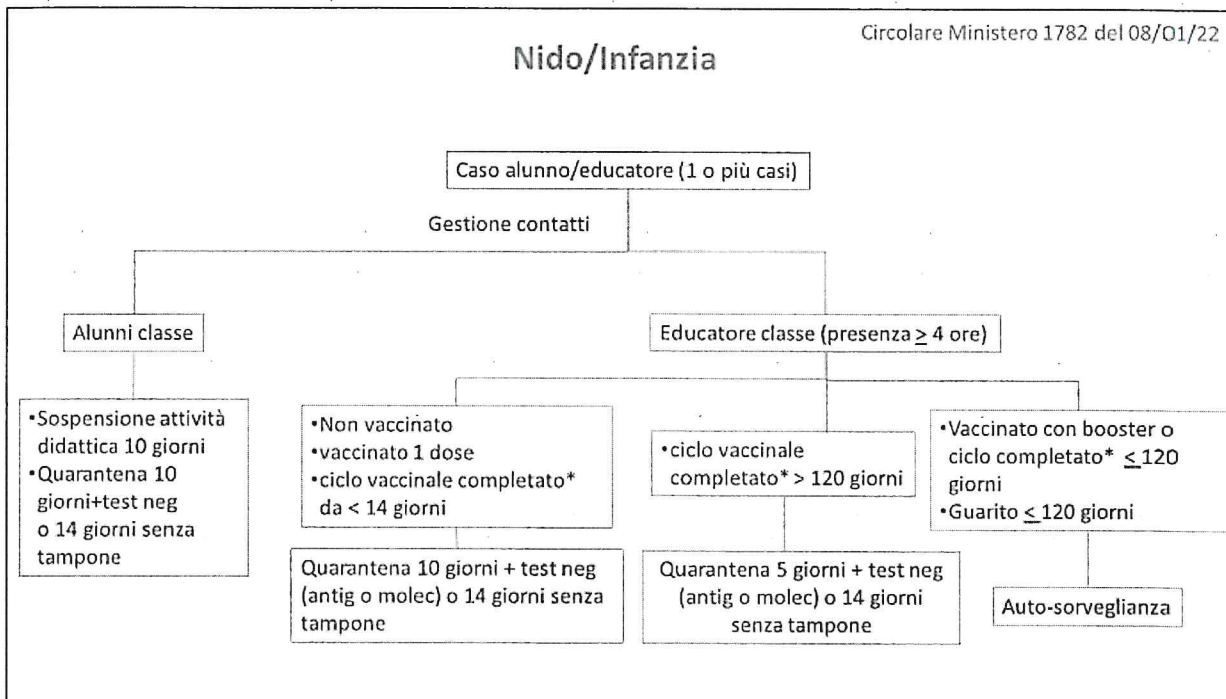 Circolare Ministero 1782 del 08/01/22
Nido/Infanzia
Caso alunno/educatore (1 o più casi)
Gestione contatti
Alunni classe
Educatore classe (presenza ≥ 4 ore)
•Sospensione attività
didattica 10 giorni
•Quarantena 10
giorni+test neg
o 14 giorni senza
tampone
•Non vaccinato
•vaccinato 1 dose
•ciclo vaccinale completato*
da < 14 giorni
•ciclo vaccinale
completato* > 120 giorni
•Vaccinato con booster o
ciclo completato* ≤120
giorni
•Guarito ≤120 giorni
Quarantena 10 giorni + test neg
(antig o molec) o 14 giorni senza
tampone
Quarantena 5 giorni + test neg
(antig o molec) o 14 giorni
senza tampone
Auto-sorveglianza